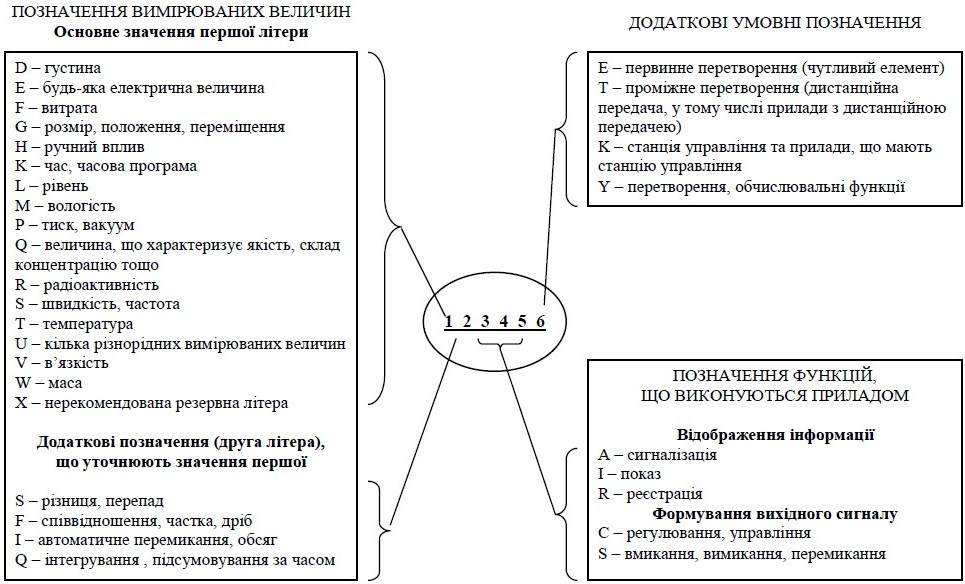 ПОЗНАЧЕННЯ ВИМІРЮВАНИХ ВЕЛИЧИН
Основне значення першої літери
D – густина
E – будь-яка електрична величина
F – витрата
G – розмір, положення, переміщення
H – ручний вплив
K – час, часова програма
L – рівень
M – вологість
P – тиск, вакуум
Q – величина, що характеризує якість, склад
концентрацію тощо
R – радіоактивність
S – швидкість, частота
T – температура
U – кілька різнорідних вимірюваних величин
V – в’язкість
W – маса
X – нерекомендована резервна літера
Додаткові позначення (друга літера),
що уточнюють значення першої
S – різниця, перепад
F – співвідношення, частка, дріб
I – автоматичне перемикання, обсяг
Q – інтегрування , підсумовування за часом
1 2 3 4 5 6
ДОДАТКОВІ УМОВНІ ПОЗНАЧЕННЯ
E – первинне перетворення (чутливий елемент)
T – проміжне перетворення (дистанційна
передача, у тому числі прилади з дистанційною
передачею)
K – станція управління та прилади, що мають
станцію управління
Y – перетворення, обчислювальні функції
ПОЗНАЧЕННЯ ФУНКЦІЙ,
ЩО ВИКОНУЮТЬСЯ ПРИЛАДОМ
Відображення інформації
A – сигналізація
I – показ
R – реєстрація
Формування вихідного сигналу
C – регулювання, управління
S – вмикання, вимикання, перемикання